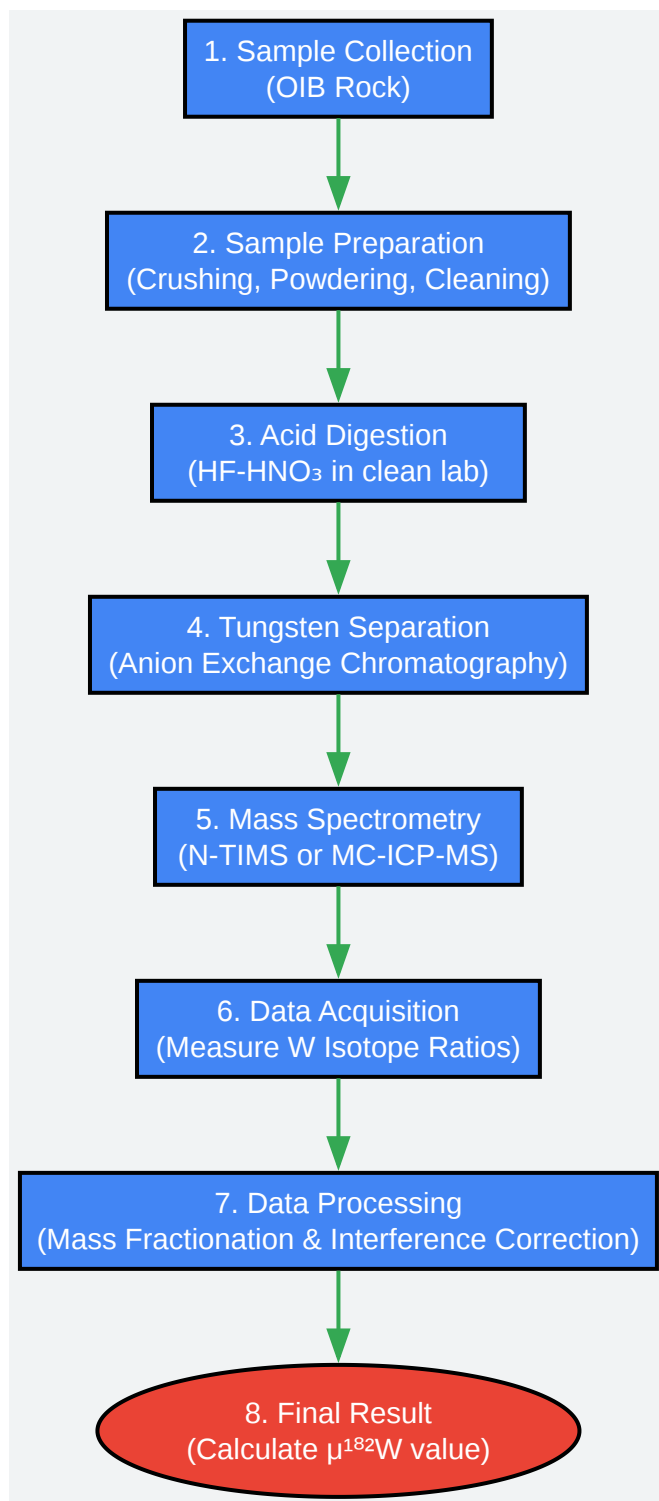 1. Sample Collection
(OIB Rock)
2. Sample Preparation
(Crushing, Powdering, Cleaning)
3. Acid Digestion
(HF-HNO₃ in clean lab)
4. Tungsten Separation
(Anion Exchange Chromatography)
5. Mass Spectrometry
(N-TIMS or MC-ICP-MS)
6. Data Acquisition
(Measure W Isotope Ratios)
7. Data Processing
(Mass Fractionation & Interference Correction)
8. Final Result
(Calculate μ¹⁸²W value)